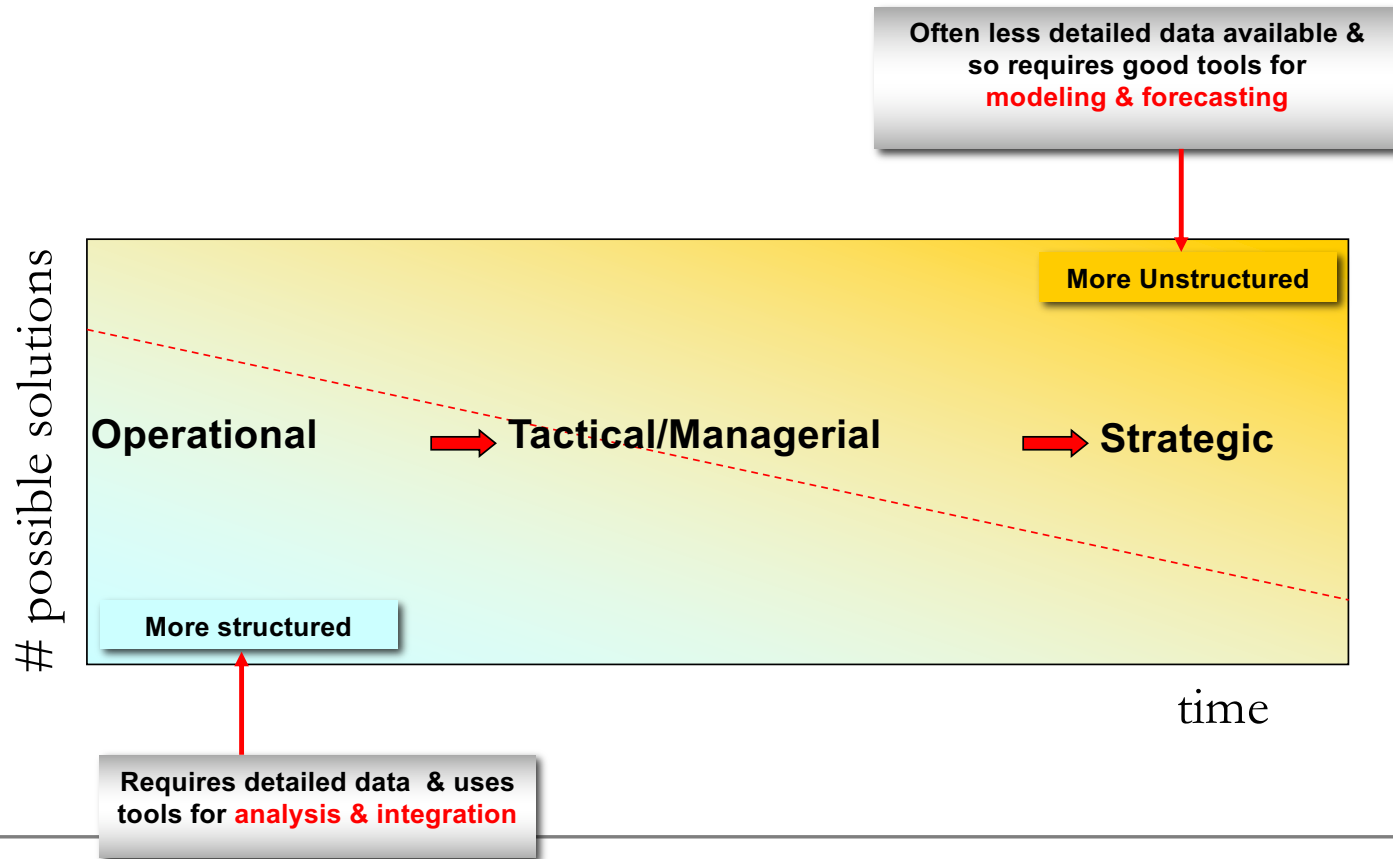 Often less detailed data available &
so requires good tools for
modeling & forecasting
# possible solutions
More Unstructured
Operational
Tactical/Managerial
Strategic
More structured
time
Requires detailed data & uses
tools for analysis & integration